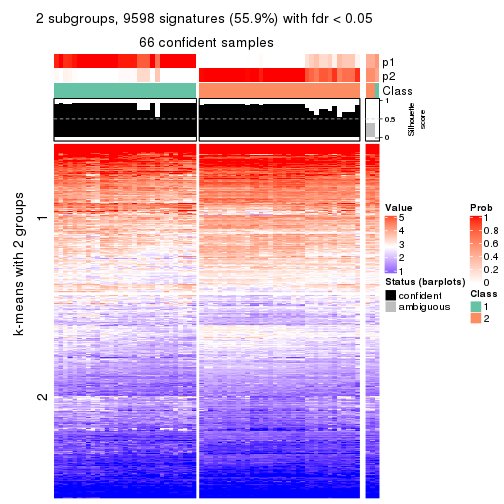 2 subgroups, 9598 signatures (55.9%) with fdr < 0.05
66 confident samples
p1
p2
Class
1
0.5
0
Silhouette
score
k-means with 2 groups
1
2
Value
5
4
3
2
1
Status (barplots)
confident
ambiguous
Prob
1
0.8
0.6
0.4
0.2
0
Class
1
2